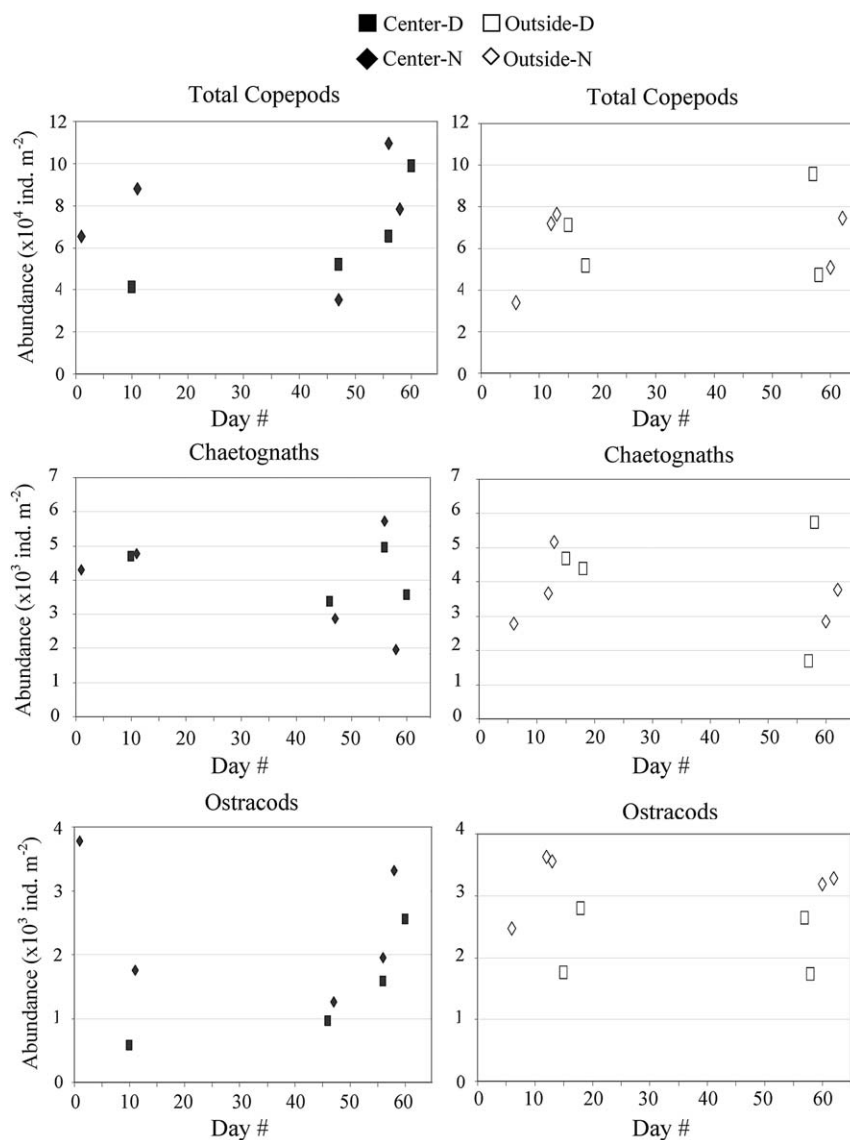 Center-D Outside-D
Center-N Outside-N
Total Copepods
Abundance (x10⁴ ind. m⁻²)
12
10
8
6
4
2
0
0 10 20 30 40 50 60
Day #
Total Copepods
12
10
8
6
4
2
0
0 10 20 30 40 50 60
Day #
Chaetognaths
Abundance (x10³ ind. m⁻²)
7
6
5
4
3
2
1
0
0 10 20 30 40 50 60
Day #
Chaetognaths
7
6
5
4
3
2
1
0
0 10 20 30 40 50 60
Day #
Ostracods
Abundance (x10³ ind. m⁻²)
4
3
2
1
0
0 10 20 30 40 50 60
Day #
Ostracods
4
3
2
1
0
0 10 20 30 40 50 60
Day #